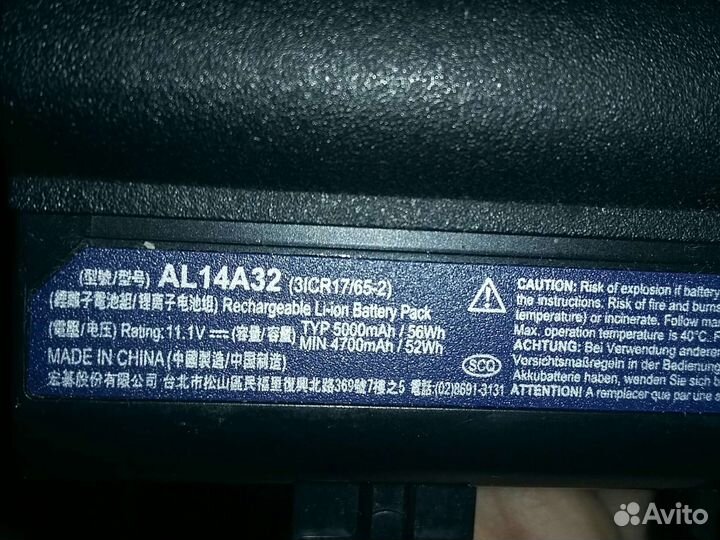 (型號/型号) AL14A32 (3ICR17/65-2)
(鋰離子電池組/锂离子电池组) Rechargeable Li-ion Battery Pack
(電壓/电压) Rating: 11.1V⎓(容量/容量) TYP 5000mAh / 56Wh
MIN 4700mAh / 52Wh
MADE IN CHINA (中國製造/中国制造)
宏碁股份有限公司 台北市松山區民福里復興北路369號7樓之5 電話:(02)8691-3131
SCQ
CAUTION: Risk of explosion if battery
the instructions. Risk of fire and burns
temperature) or incinerate. Follow ma
Max. operation temperature is 40°C. F
ACHTUNG: Bei Verwendung anderer
Vorsichtsmaßregeln in der Bedienung
Akkubatterie haben, müssen Sie diese
ATTENTION! A remplacer que par une
Avito